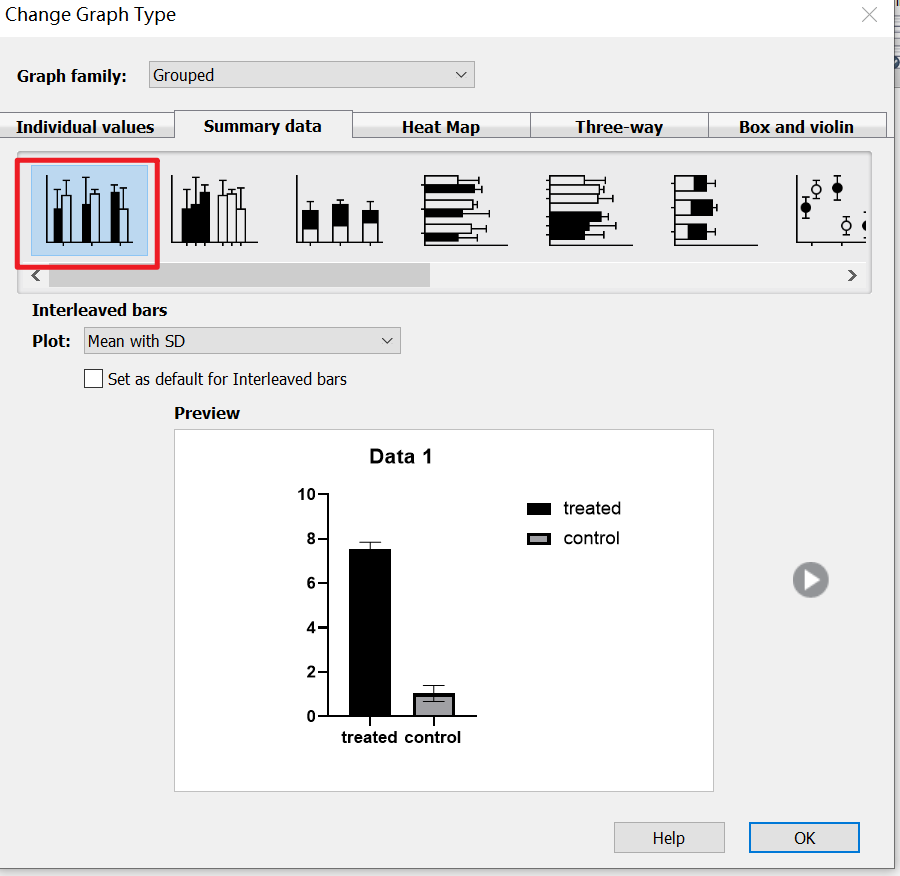 Change Graph Type
Graph family: Grouped
Individual values Summary data Heat Map Three-way Box and violin
Interleaved bars
Plot: Mean with SD
Set as default for Interleaved bars
Preview
Data 1
10
8
6
4
2
0
treated control
treated
control
Help OK